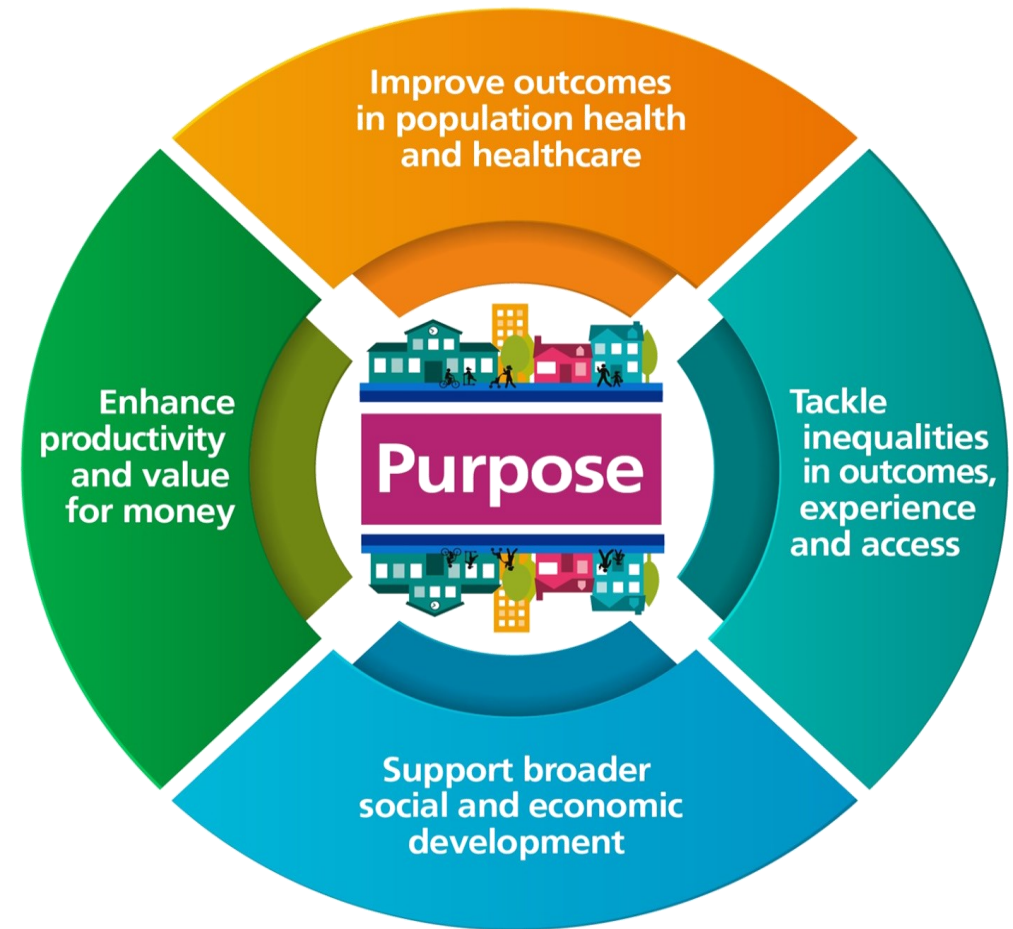 Improve outcomes
in population health
and healthcare
Tackle
inequalities
in outcomes,
experience
and access
Support broader
social and economic
development
Enhance
productivity
and value
for money
Purpose